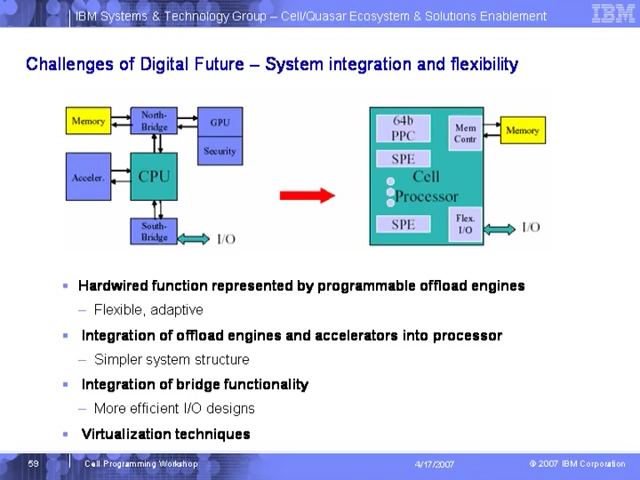 IBM Systems & Technology Group – Cell/Quasar Ecosystem & Solutions Enablement
IBM
Challenges of Digital Future – System integration and flexibility
Memory
North-
Bridge
GPU
Security
Acceler.
CPU
South-
Bridge
I/O
64b
PPC
Mem
Contr
Memory
SPE
Cell
Processor
SPE
Flex.
I/O
I/O
Hardwired function represented by programmable offload engines
– Flexible, adaptive
Integration of offload engines and accelerators into processor
– Simpler system structure
Integration of bridge functionality
– More efficient I/O designs
Virtualization techniques
59
Cell Programming Workshop
4/17/2007
© 2007 IBM Corporation